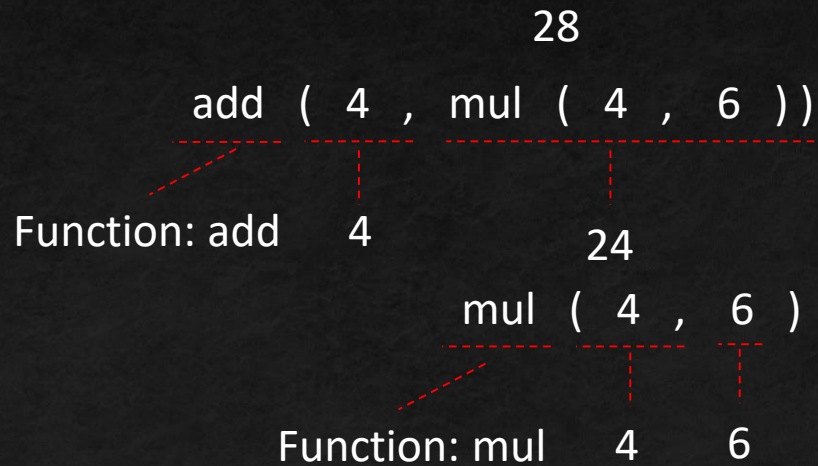 28
add ( 4 , mul ( 4 , 6 ) )
Function: add 4
24
mul ( 4 , 6 )
Function: mul 4 6